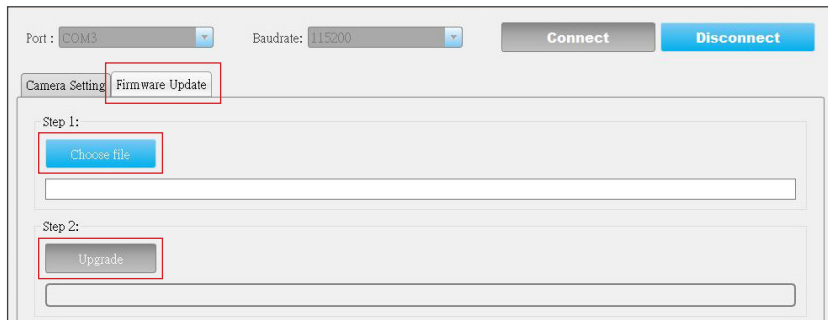 Port : COM3 Baudrate: 115200 Connect Disconnect
Camera Setting Firmware Update
Step 1:
Choose file
Step 2:
Upgrade